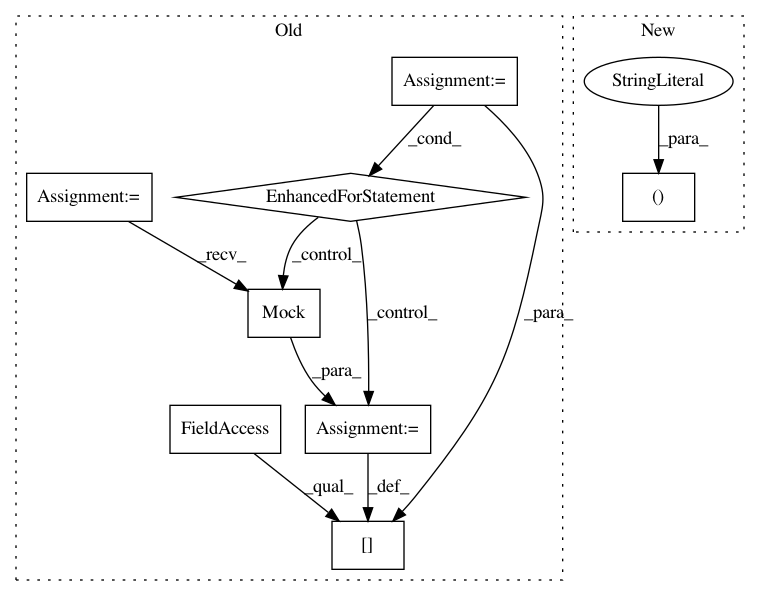 Old
New
Assignment:=
StringLiteral
_cond_
_para_
Assignment:=
EnhancedForStatement
()
_recv_
_control_
Mock
_control_
_para_
_para_
FieldAccess
Assignment:=
_qual_
_def_
[]